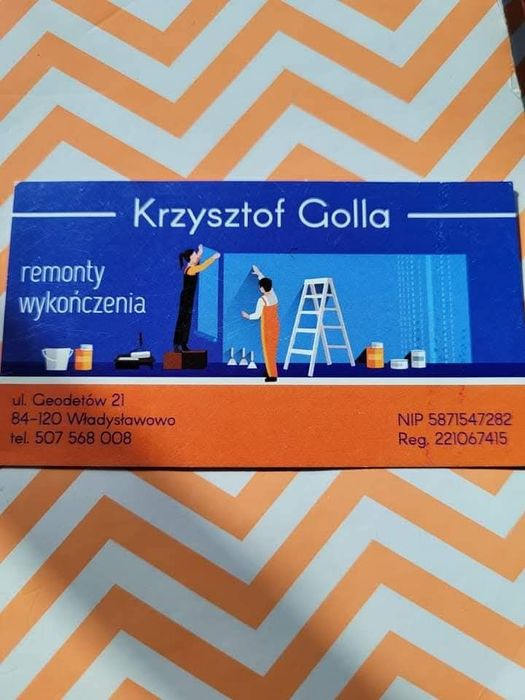 Krzysztof Golla
remonty
wykończenia
ul. Geodetów 21
84-120 Władysławowo
tel. 507 568 008
NIP 5871547282
Reg. 221067415